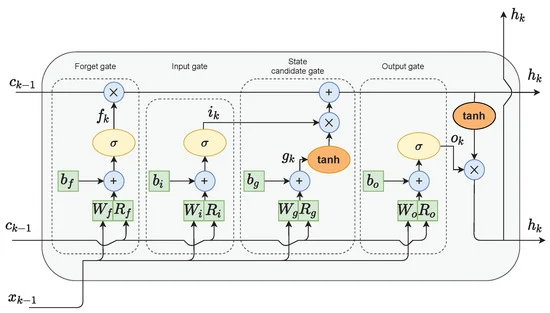 h_k
Forget gate
Input gate
State
candidate gate
Output gate
c_{k-1}
h_k
×
+
f_k
i_k
×
tanh
σ
σ
g_k
tanh
σ
o_k
×
b_f
+
b_i
+
b_g
+
b_o
+
W_f R_f
W_i R_i
W_g R_g
W_o R_o
c_{k-1}
h_k
x_{k-1}